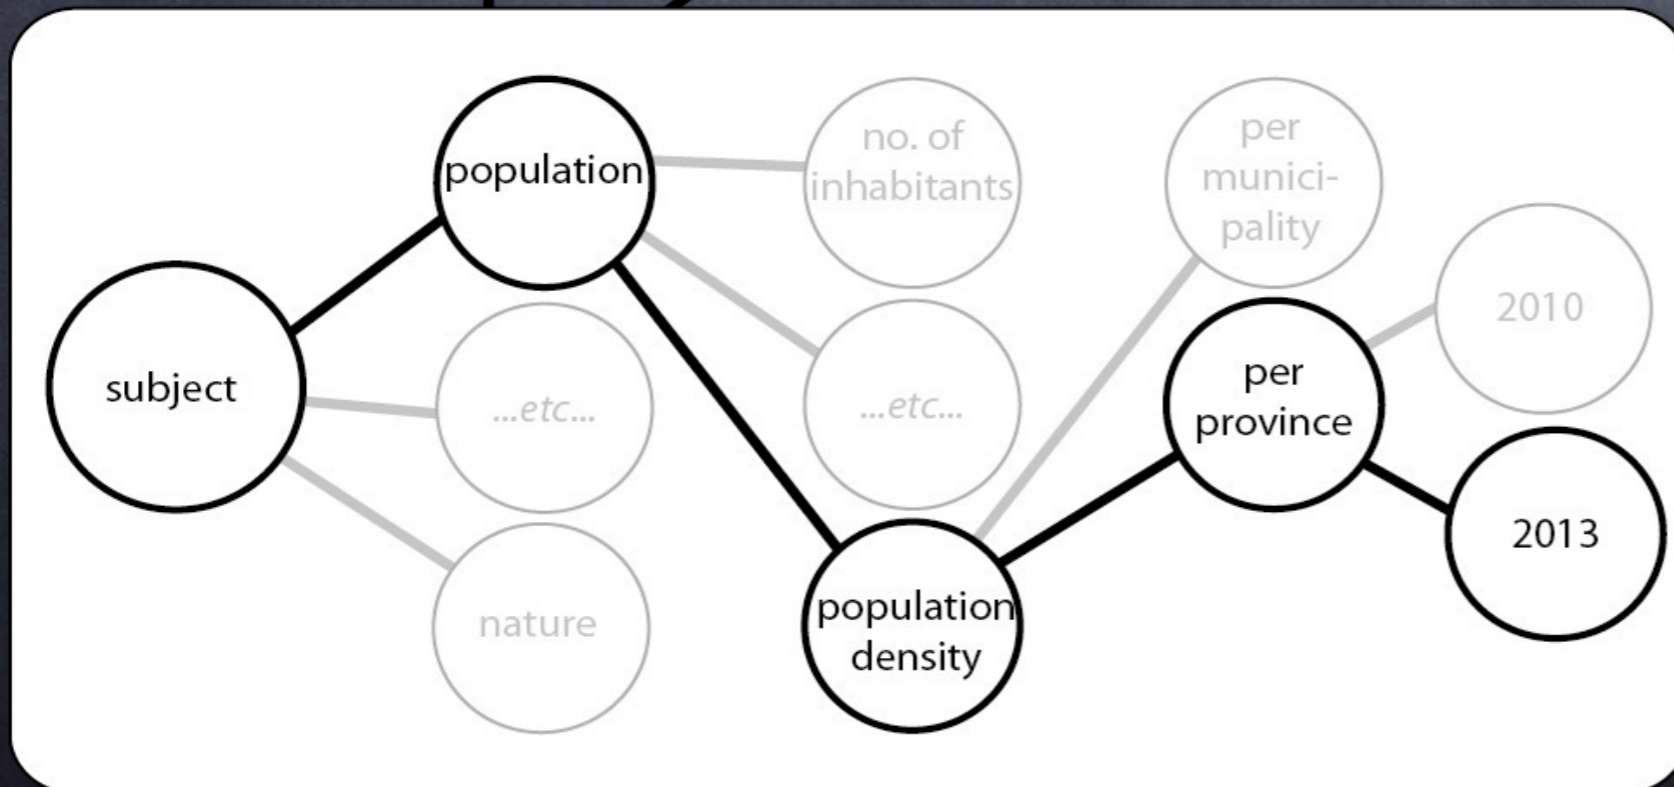 subject
population
...etc...
nature
no. of
inhabitants
...etc...
population
density
per
munici-
pality
per
province
2010
2013